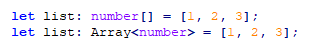 let list: number[] = [1, 2, 3];
let list: Array<number> = [1, 2, 3];